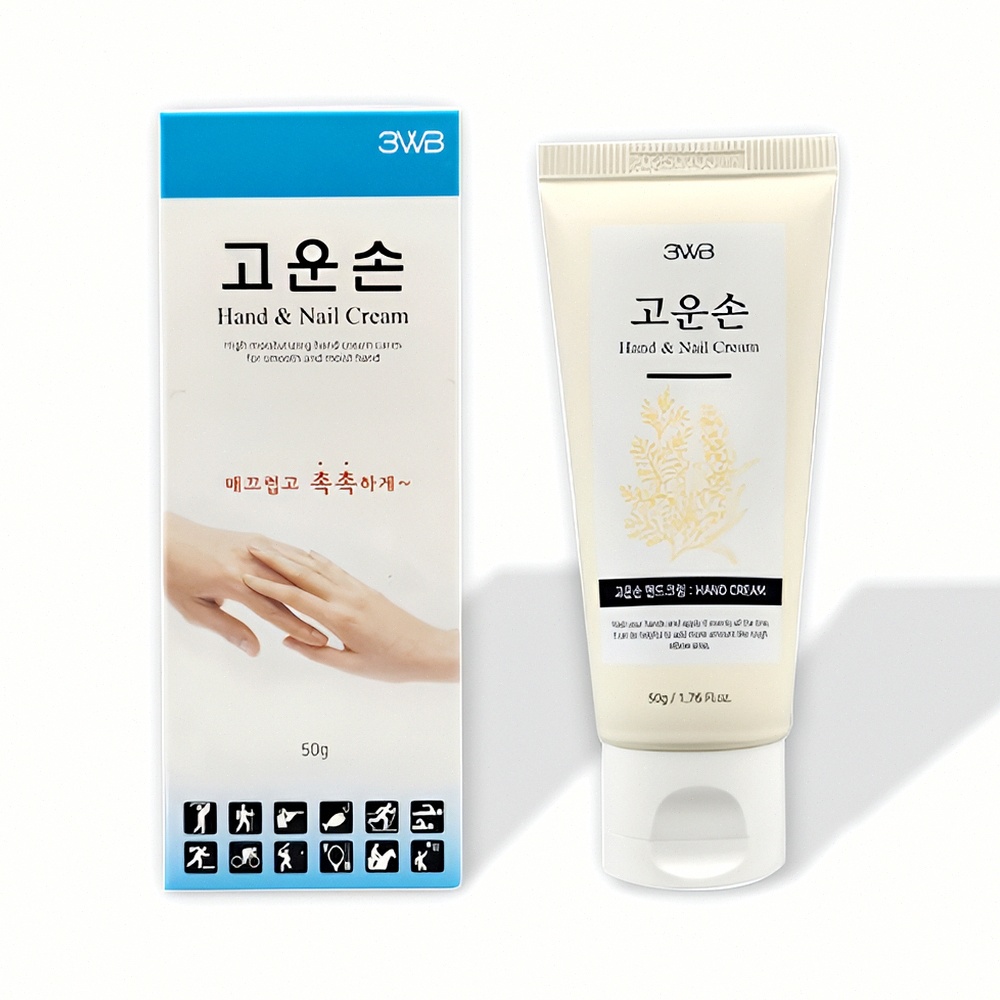 3WB
고운손
Hand & Nail Cream
High moisturizing hand cream
for smooth and moist hand
매끄럽고 촉촉하게~
50g
3WB
고운손
Hand & Nail Cream
고운손 핸드크림 : HAND CREAM
50g / 1.76 Fl.oz.